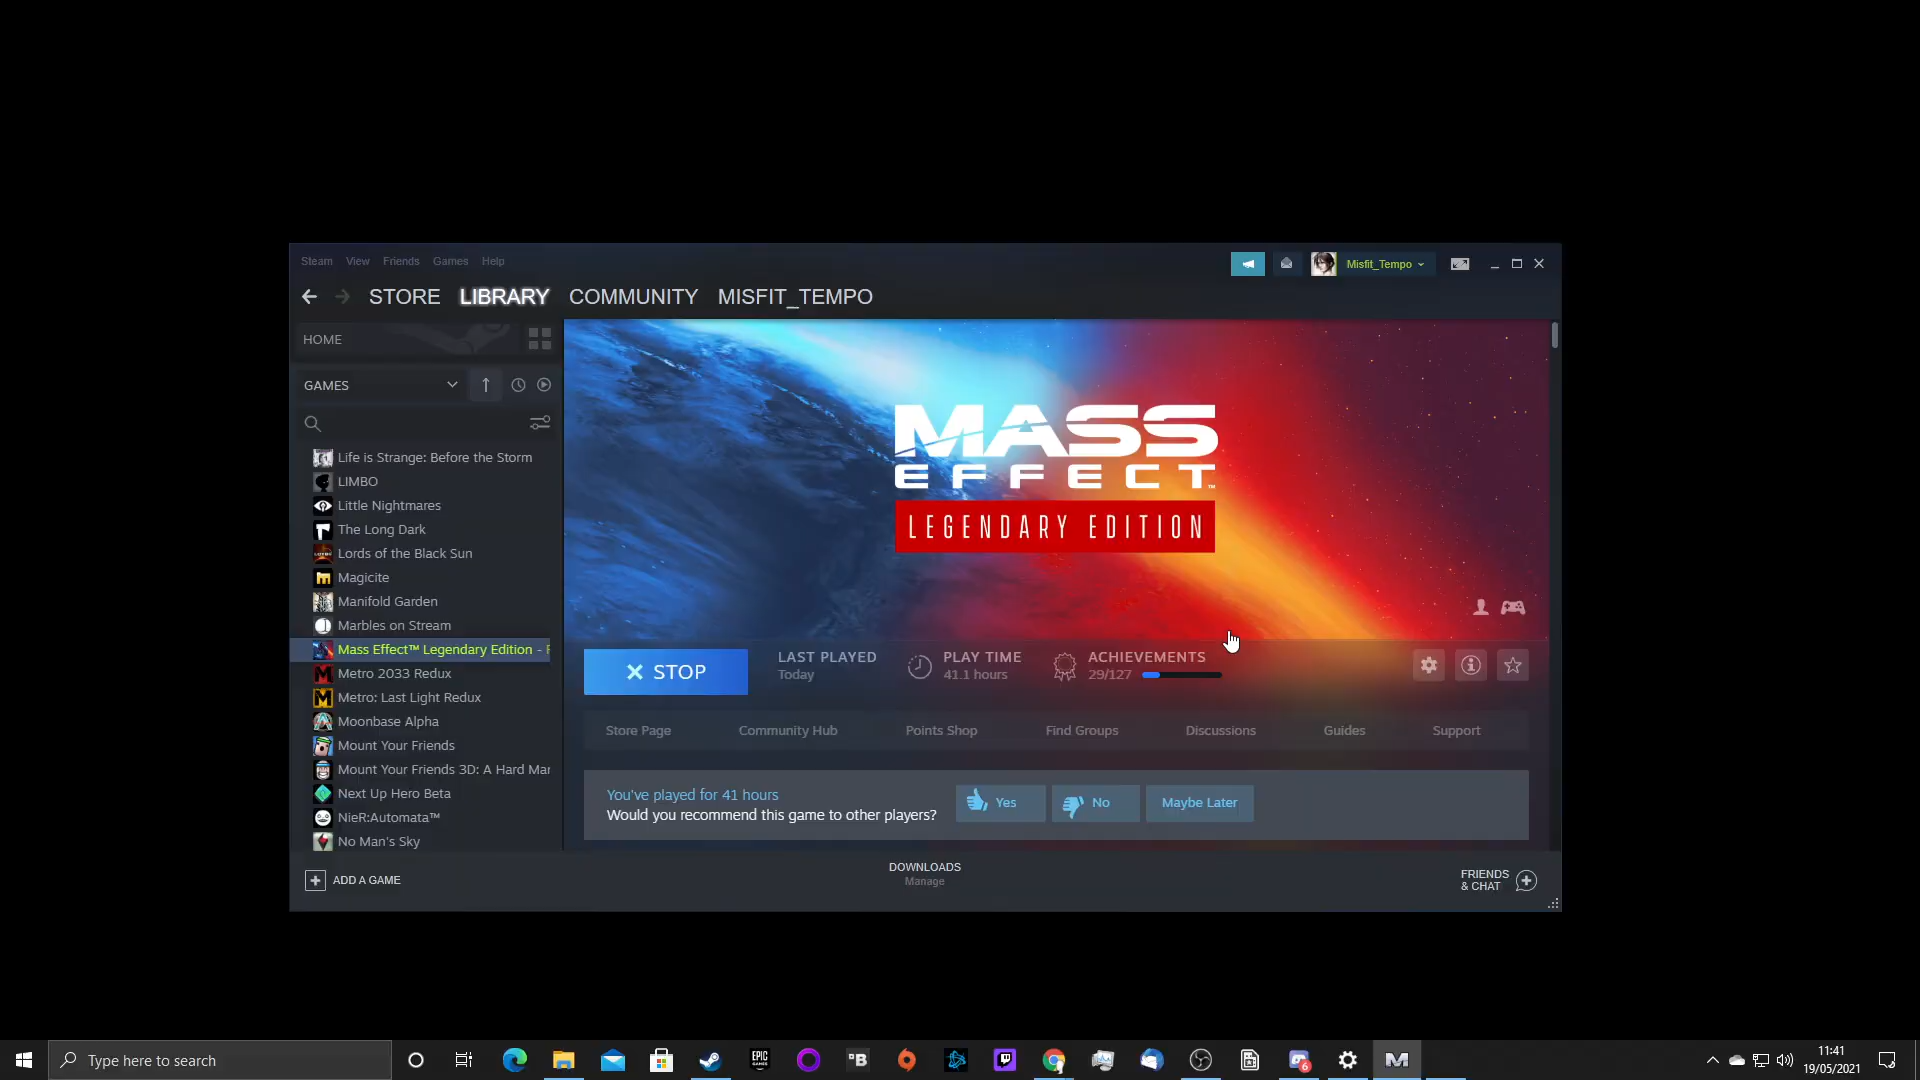 Steam View Friends Games Help
Misfit_Tempo
STORE LIBRARY COMMUNITY MISFIT_TEMPO
HOME
GAMES
Life is Strange: Before the Storm
LIMBO
Little Nightmares
The Long Dark
Lords of the Black Sun
Magicite
Manifold Garden
Marbles on Stream
Mass Effect™ Legendary Edition -
Metro 2033 Redux
Metro: Last Light Redux
Moonbase Alpha
Mount Your Friends
Mount Your Friends 3D: A Hard Mar
Next Up Hero Beta
NieR:Automata™
No Man's Sky
MASS
EFFECT™
LEGENDARY EDITION
STOP
LAST PLAYED
Today
PLAY TIME
41.1 hours
ACHIEVEMENTS
29/127
Store Page Community Hub Points Shop Find Groups Discussions Guides Support
You've played for 41 hours
Would you recommend this game to other players?
Yes No Maybe Later
ADD A GAME
DOWNLOADS
Manage
FRIENDS
& CHAT
Type here to search
EPIC
GAMES
B
6
M
11:41
19/05/2021